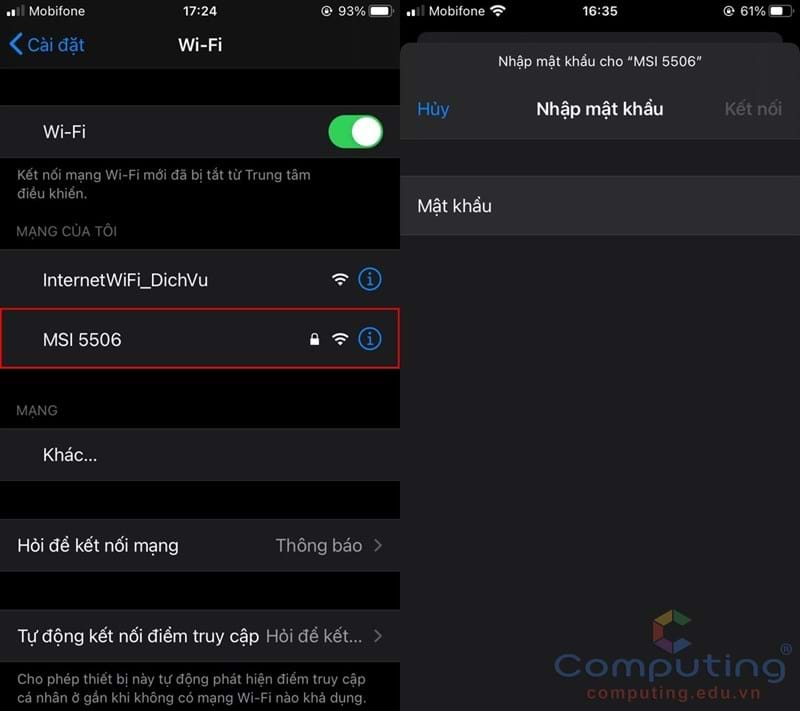 Mobifone 17:24 93%
Cài đặt Wi-Fi
Wi-Fi
Kết nối mạng Wi-Fi mới đã bị tắt từ Trung tâm
điều khiển.
MẠNG CỦA TÔI
InternetWiFi_DichVu
MSI 5506
MẠNG
Khác...
Hỏi để kết nối mạng Thông báo
Tự động kết nối điểm truy cập Hỏi để kết...
Cho phép thiết bị này tự động phát hiện điểm truy cập
cá nhân ở gần khi không có mạng Wi-Fi nào khả dụng.
Mobifone 16:35 61%
Nhập mật khẩu cho “MSI 5506”
Hủy Nhập mật khẩu Kết nối
Mật khẩu
Computing®
computing.edu.vn